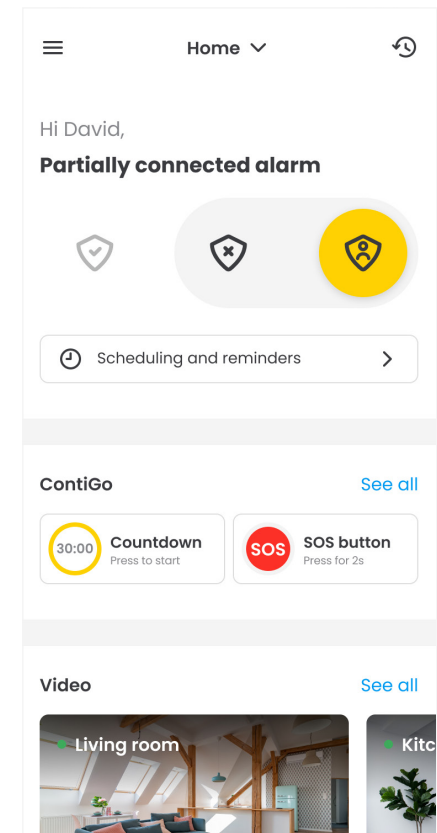 Home
Hi David,
Partially connected alarm
Scheduling and reminders
ContiGo
See all
30:00
Countdown
Press to start
SOS
SOS button
Press for 2s
Video
See all
Living room
Kitc